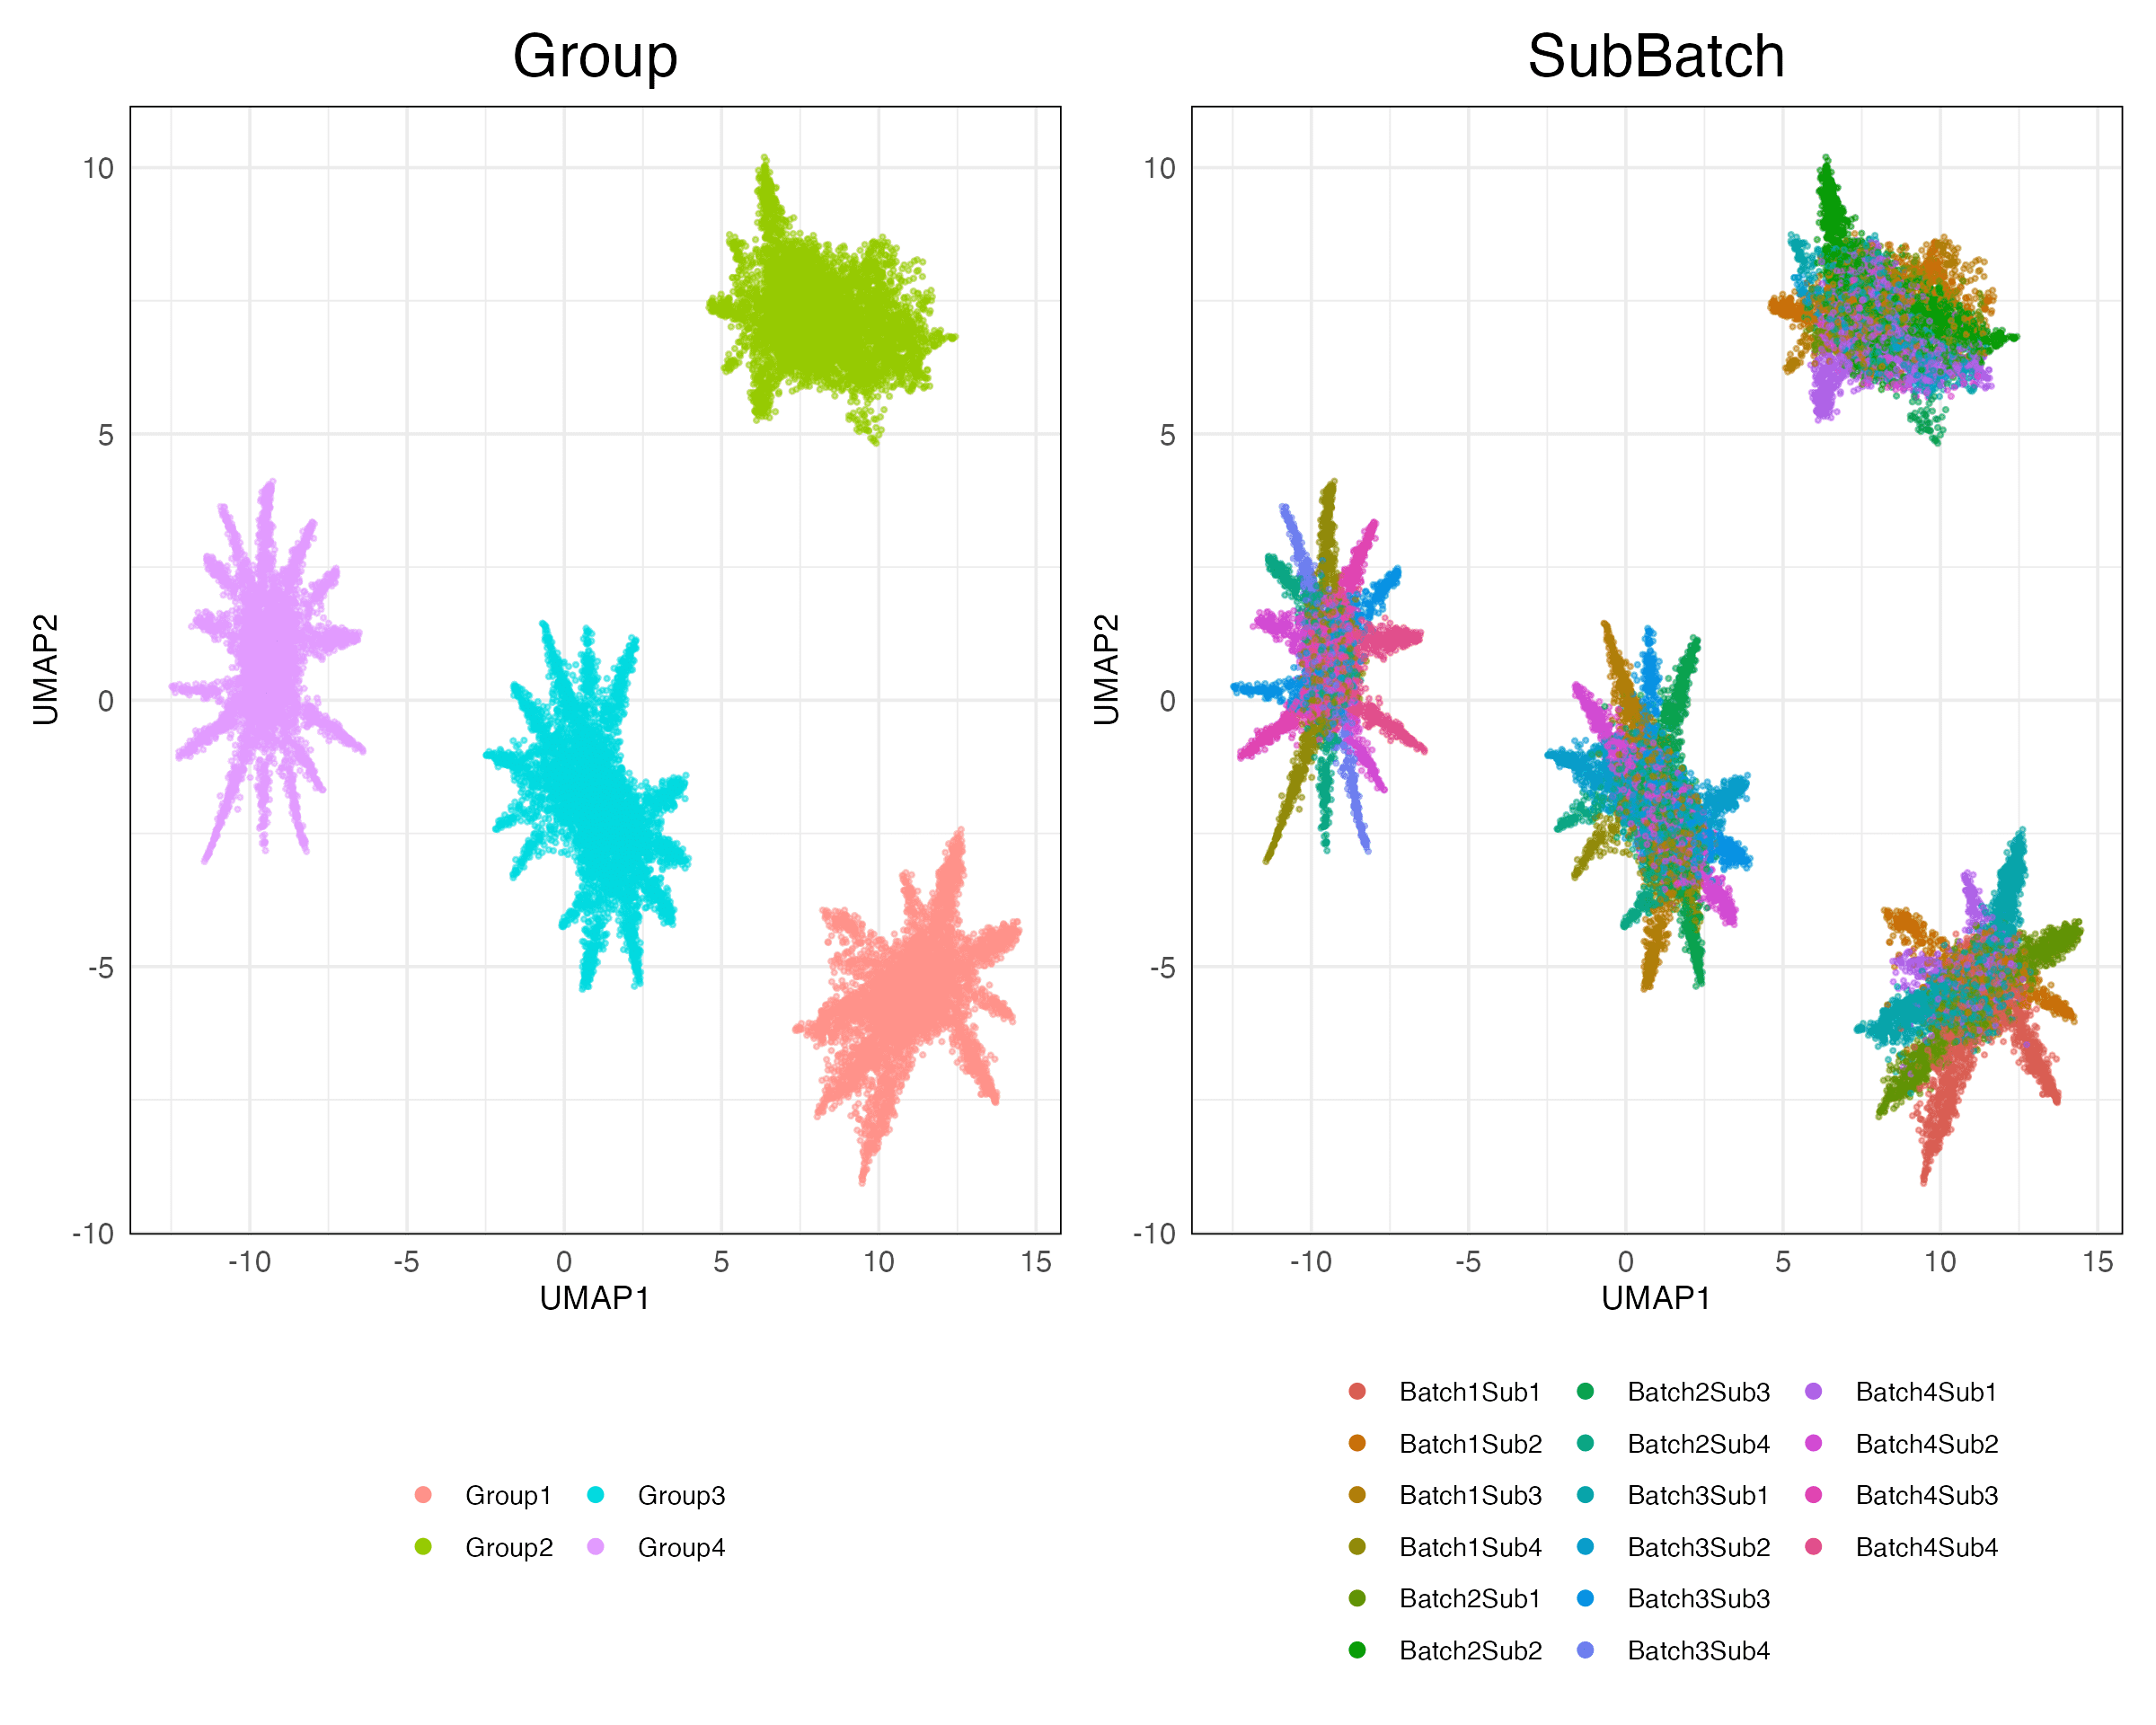 Group
SubBatch
10
5
0
-5
-10
UMAP2
-10
-5
0
5
10
15
UMAP1
10
5
0
-5
-10
UMAP2
-10
-5
0
5
10
15
UMAP1
Group1
Group3
Group2
Group4
Batch1Sub1
Batch2Sub3
Batch4Sub1
Batch1Sub2
Batch2Sub4
Batch4Sub2
Batch1Sub3
Batch3Sub1
Batch4Sub3
Batch1Sub4
Batch3Sub2
Batch4Sub4
Batch2Sub1
Batch3Sub3
Batch2Sub2
Batch3Sub4